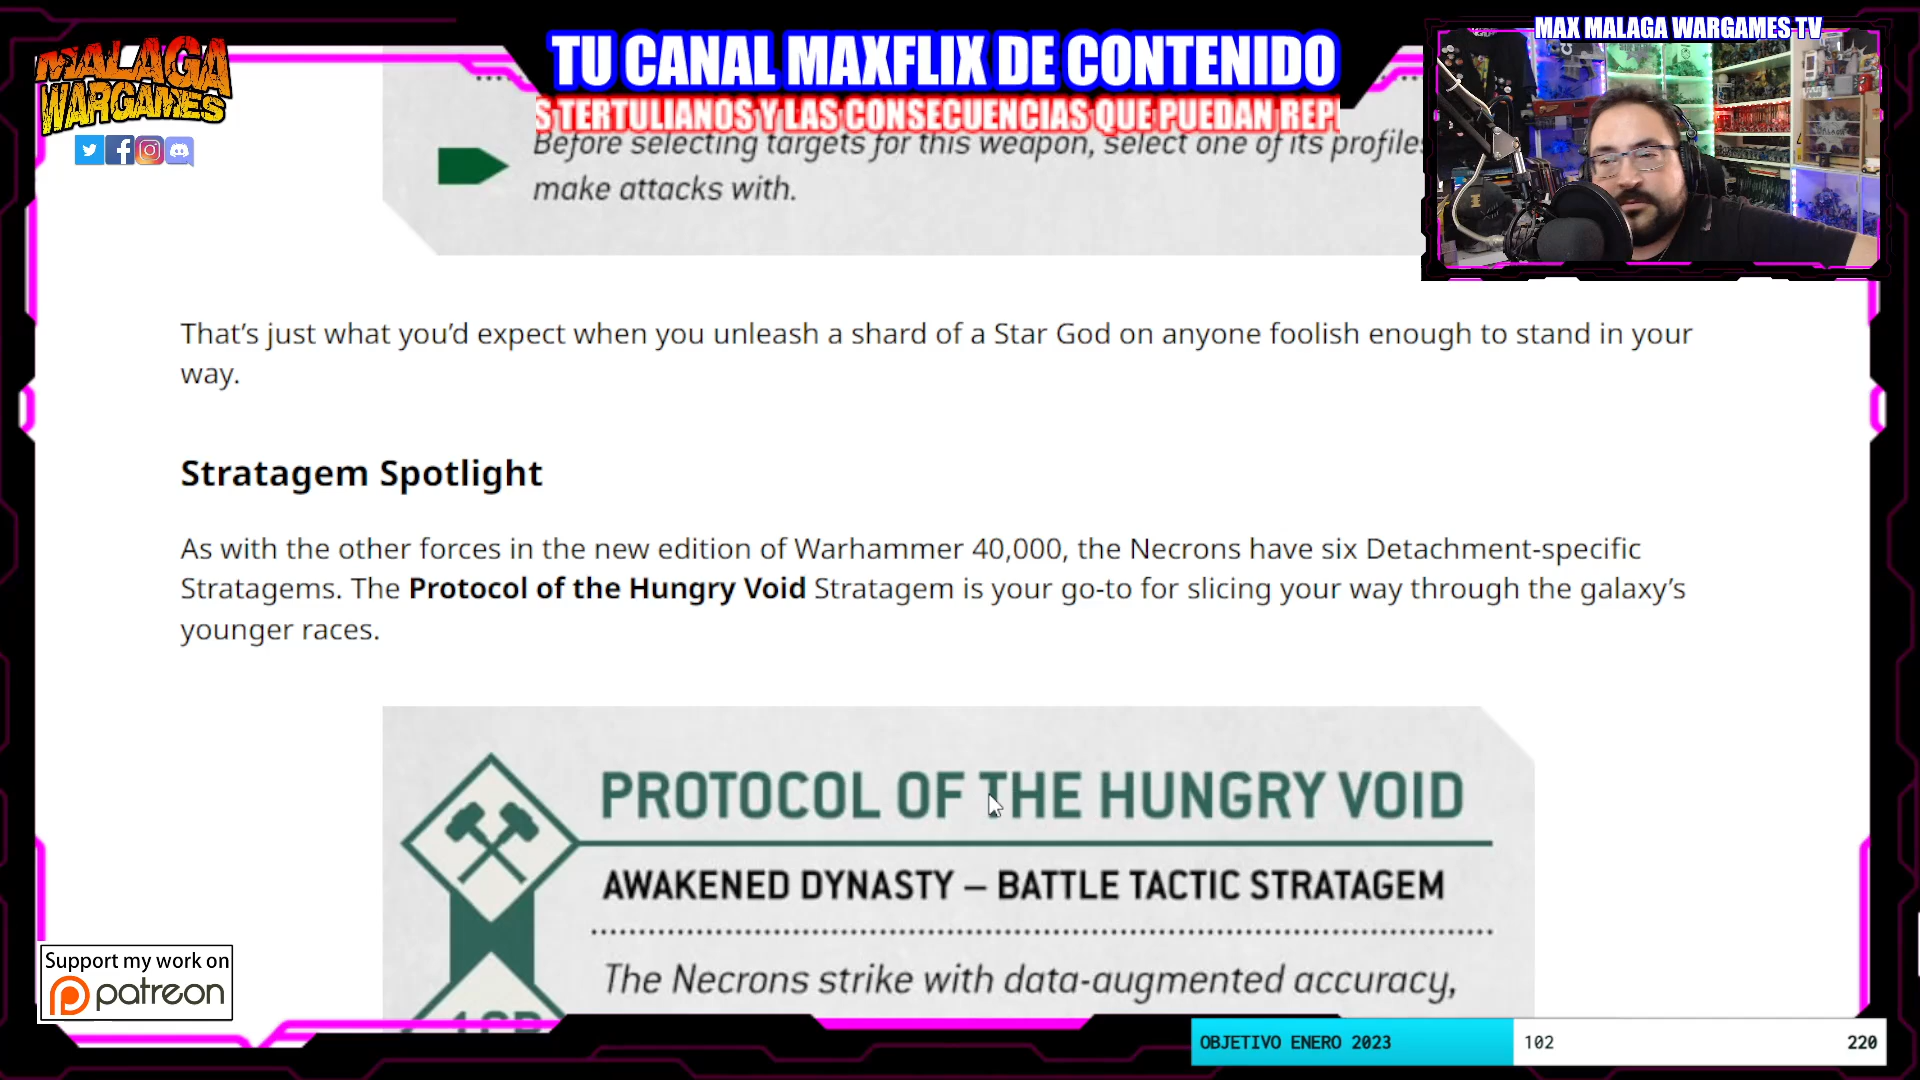 MALAGA
WARGAMES
TU CANAL MAXFLIX DE CONTENIDO
S TERTULIANOS Y LAS CONSECUENCIAS QUE PUEDAN REP
MAX MALAGA WARGAMES TV
Before selecting targets for this weapon, select one of its profiles
make attacks with.
That’s just what you’d expect when you unleash a shard of a Star God on anyone foolish enough to stand in your
way.
Stratagem Spotlight
As with the other forces in the new edition of Warhammer 40,000, the Necrons have six Detachment-specific
Stratagems. The Protocol of the Hungry Void Stratagem is your go-to for slicing your way through the galaxy’s
younger races.
PROTOCOL OF THE HUNGRY VOID
AWAKENED DYNASTY – BATTLE TACTIC STRATAGEM
The Necrons strike with data-augmented accuracy,
Support my work on
patreon
OBJETIVO ENERO 2023 102 220